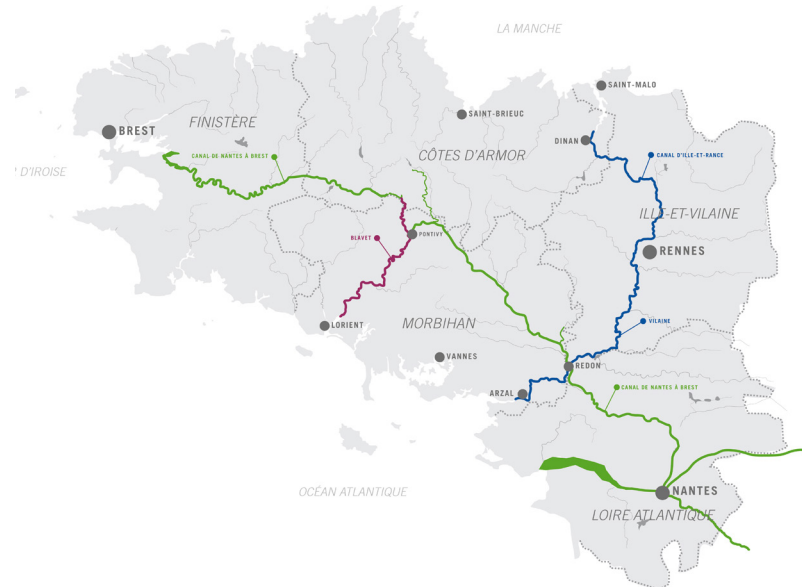 LA MANCHE
SAINT-MALO
SAINT-BRIEUC
FINISTÈRE
BREST
DINAN
CÔTES D'ARMOR
CANAL DE NANTES À BREST
CANAL D'ILLE-ET-RANCE
D'IROISE
ILLE-ET-VILAINE
PONTIVY
BLAVET
RENNES
LORIENT
MORBIHAN
VILAINE
VANNES
REDON
CANAL DE NANTES À BREST
ARZAL
OCÉAN ATLANTIQUE
NANTES
LOIRE ATLANTIQUE